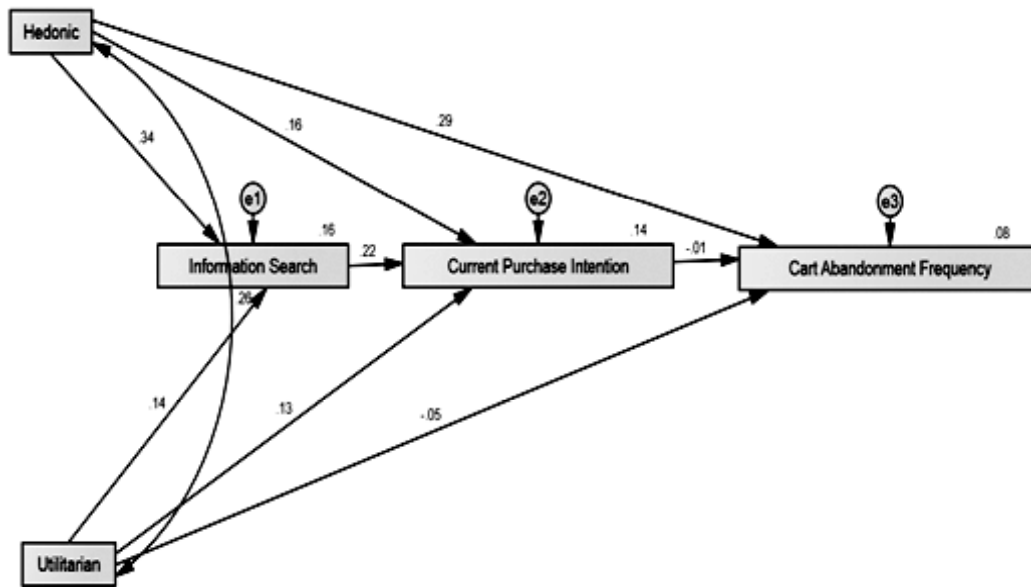 Hedonic
.29
.16
.34
e1
e2
e3
.16
.14
.08
.22
-.01
Information Search
Current Purchase Intention
Cart Abandonment Frequency
.26
.14
.13
-.05
Utilitarian